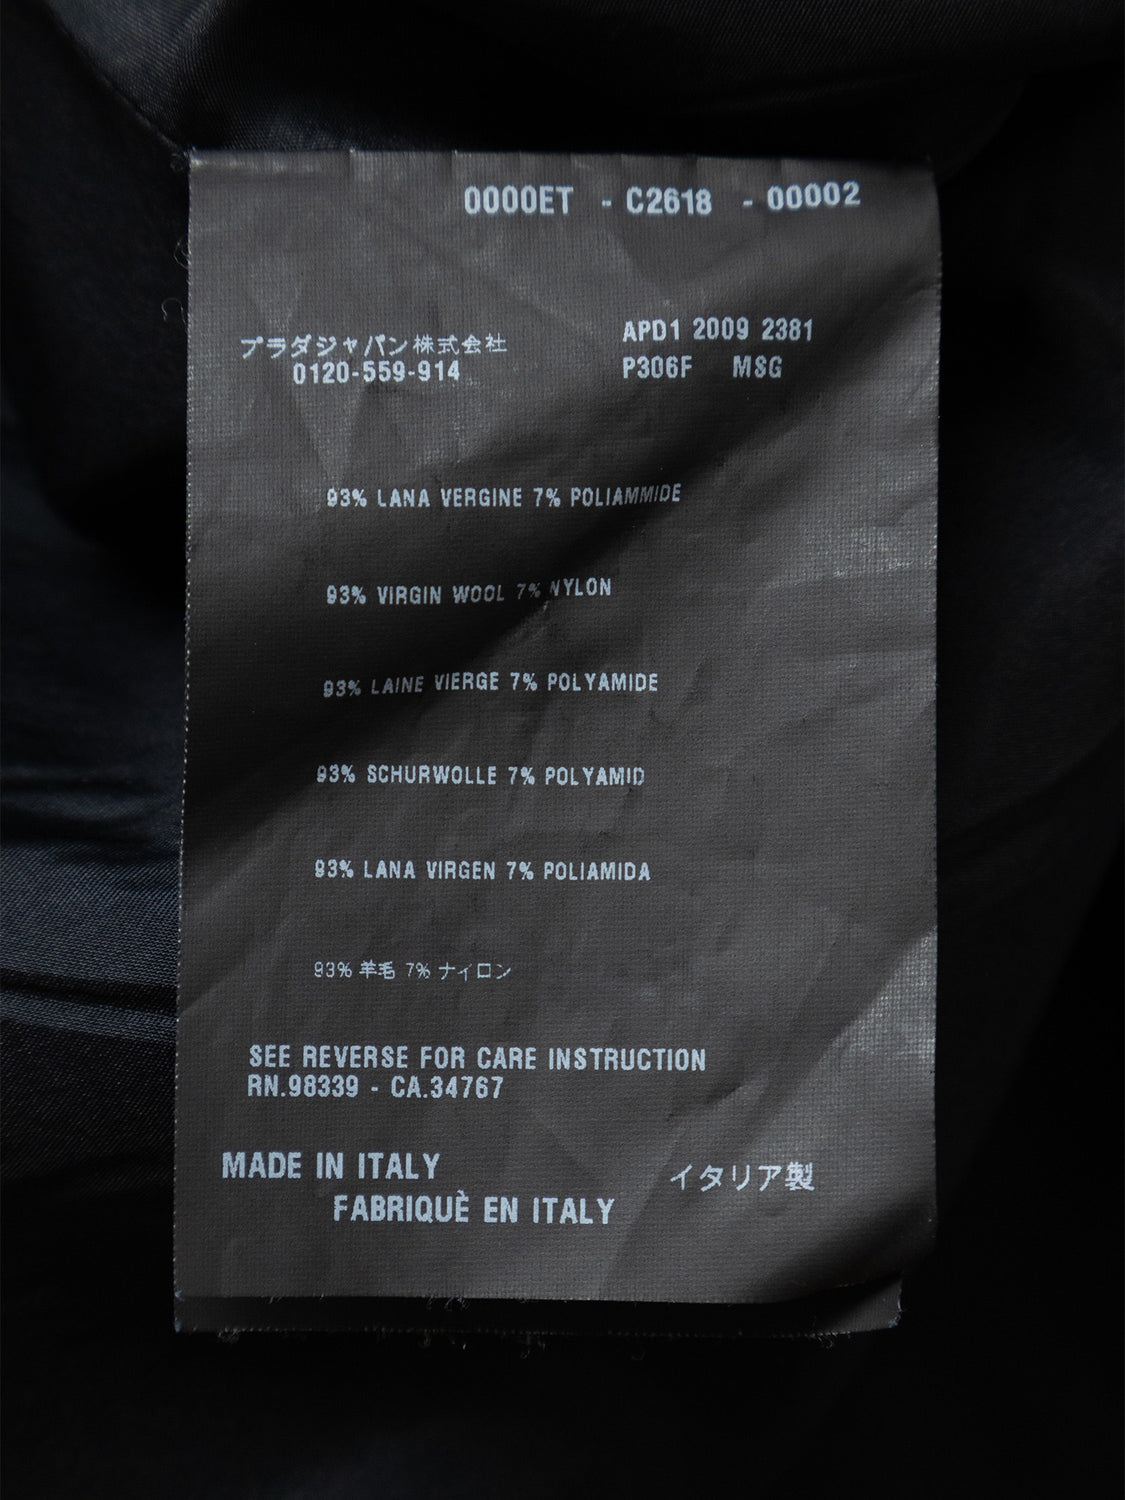 0000ET - C2618 - 00002
プラダジャパン株式会社
0120-559-914
APD1 2009 2381
P306F MSG
93% LANA VERGINE 7% POLIAMMIDE
93% VIRGIN WOOL 7% NYLON
93% LAINE VIERGE 7% POLYAMIDE
93% SCHURWOLLE 7% POLYAMID
93% LANA VIRGEN 7% POLIAMIDA
93% 羊毛 7% ナイロン
SEE REVERSE FOR CARE INSTRUCTION
RN.98339 - CA.34767
MADE IN ITALY
FABRIQUÈ EN ITALY
イタリア製